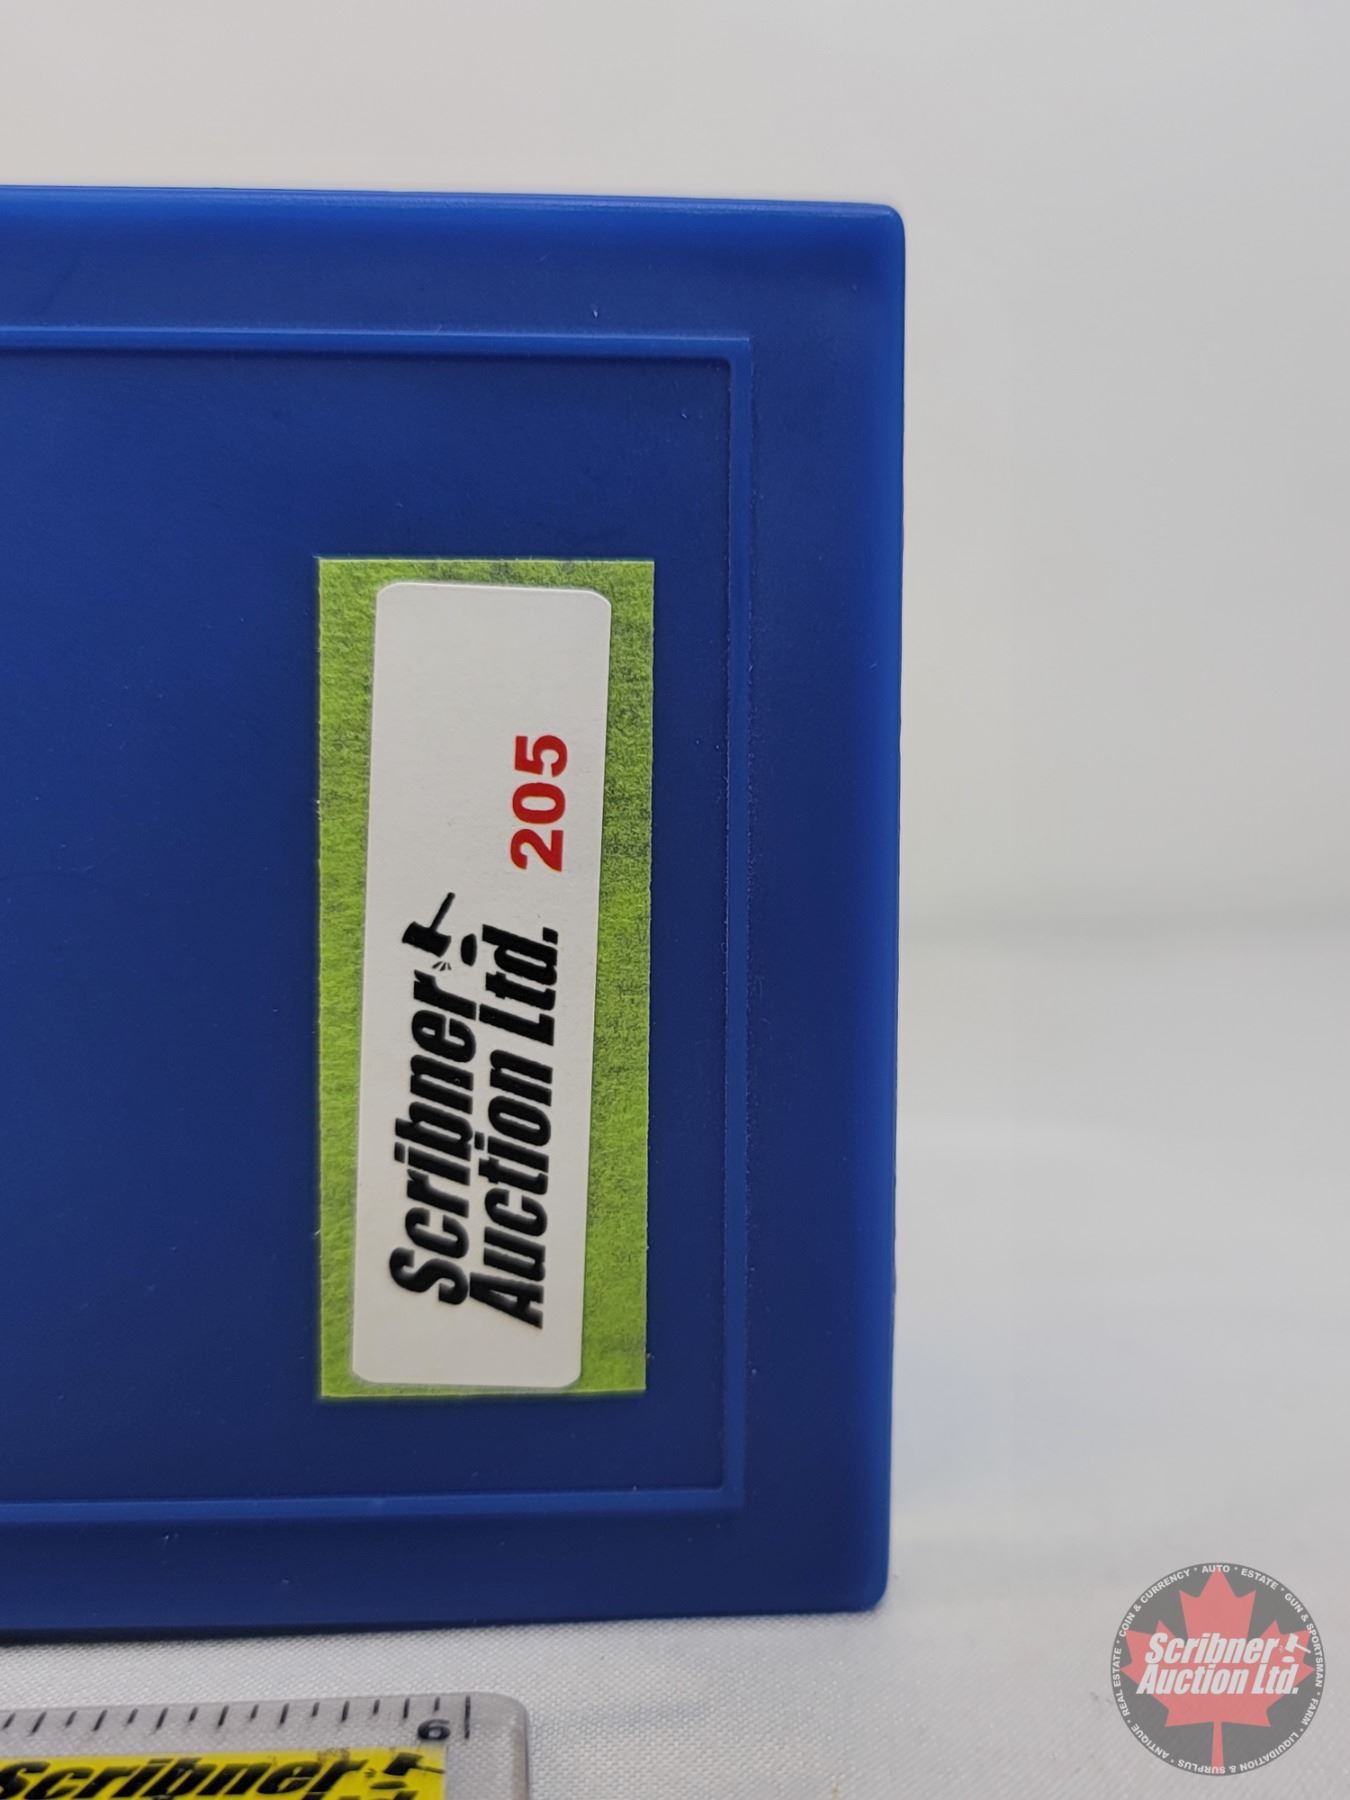 Scribner
Auction Ltd. 205
6
Scribner
COIN & CURRENCY · AUTO · ESTATE · GUN & SPORTSMAN · FARM · LIQUIDATION & SURPLUS · ANTIQUE · REAL ESTATE ·
Scribner
Auction Ltd.